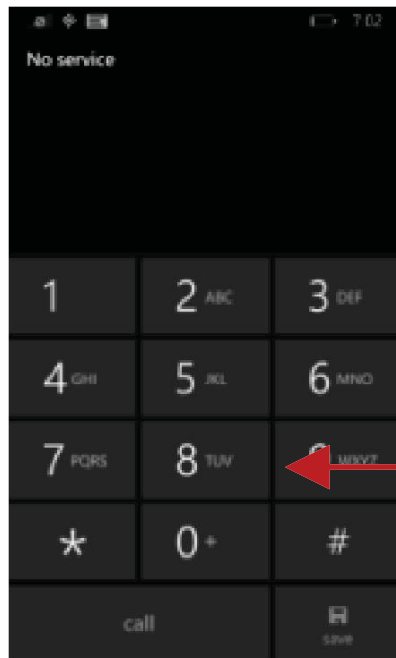 7:02
No service
1 2 ABC 3 DEF
4 GHI 5 JKL 6 MNO
7 PQRS 8 TUV 9 WXYZ
* 0 + #
call save